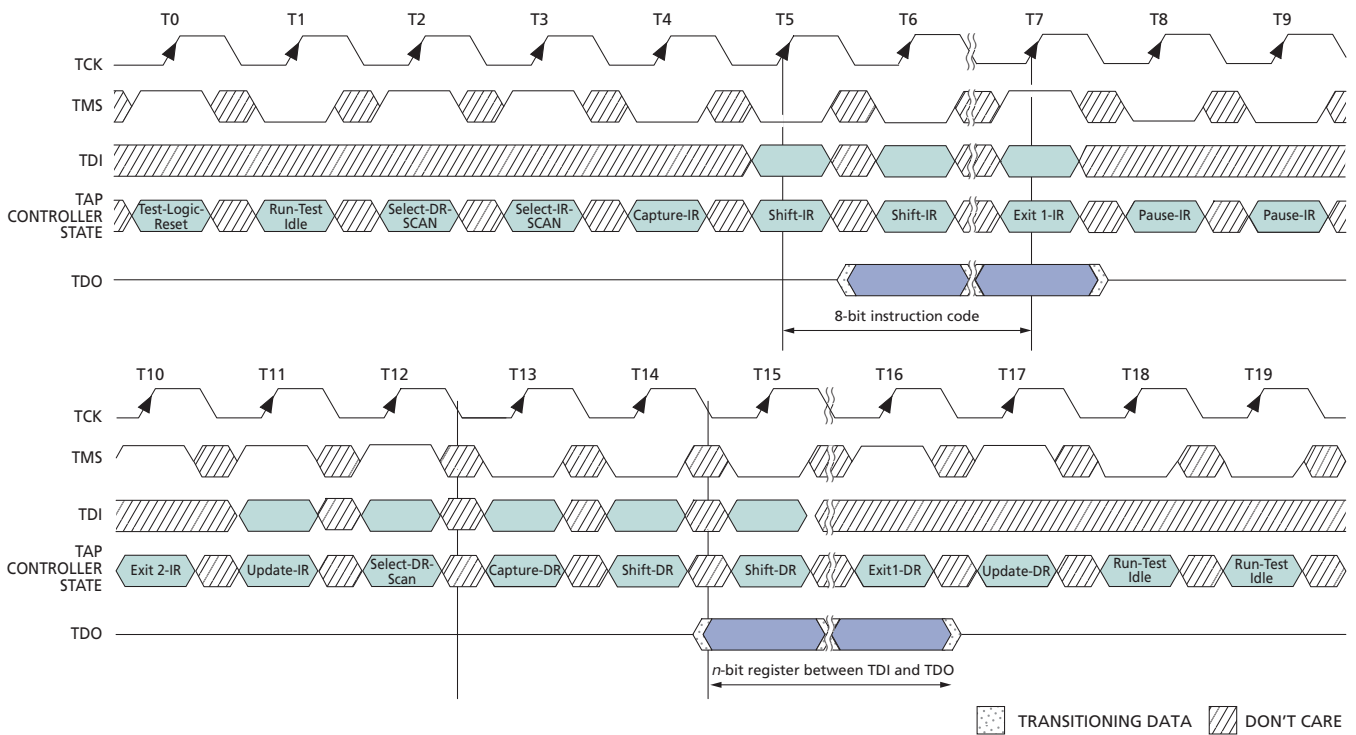 T0 T1 T2 T3 T4 T5 T6 T7 T8 T9
TCK
TMS
TDI
TAP
CONTROLLER
STATE
Test-Logic-
Reset
Run-Test
Idle
Select-DR-
SCAN
Select-IR-
SCAN
Capture-IR
Shift-IR
Shift-IR
Exit 1-IR
Pause-IR
Pause-IR
TDO
8-bit instruction code
T10 T11 T12 T13 T14 T15 T16 T17 T18 T19
TCK
TMS
TDI
TAP
CONTROLLER
STATE
Exit 2-IR
Update-IR
Select-DR-
Scan
Capture-DR
Shift-DR
Shift-DR
Exit1-DR
Update-DR
Run-Test
Idle
Run-Test
Idle
TDO
n-bit register between TDI and TDO
TRANSITIONING DATA
DON'T CARE